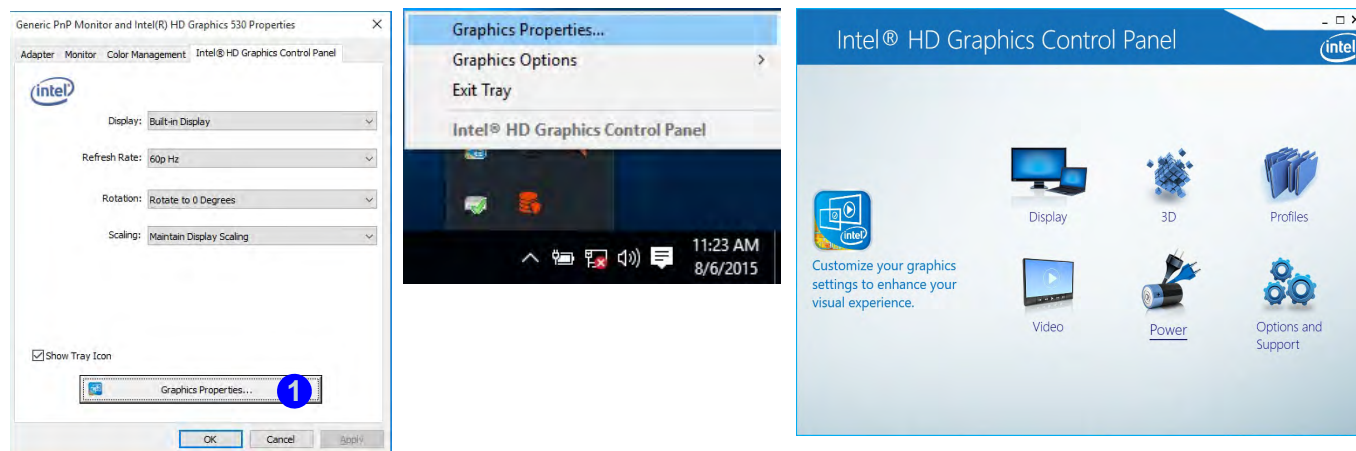 Generic PnP Monitor and Intel(R) HD Graphics 530 Properties
Adapter Monitor Color Management Intel® HD Graphics Control Panel
intel
Display: Built-in Display
Refresh Rate: 60p Hz
Rotation: Rotate to 0 Degrees
Scaling: Maintain Display Scaling
Show Tray Icon
Graphics Properties... 1
OK Cancel Apply
Graphics Properties...
Graphics Options
Exit Tray
Intel® HD Graphics Control Panel
11:23 AM
8/6/2015
Intel® HD Graphics Control Panel
intel
intel
Customize your graphics
settings to enhance your
visual experience.
Display 3D Profiles
Video Power Options and
Support